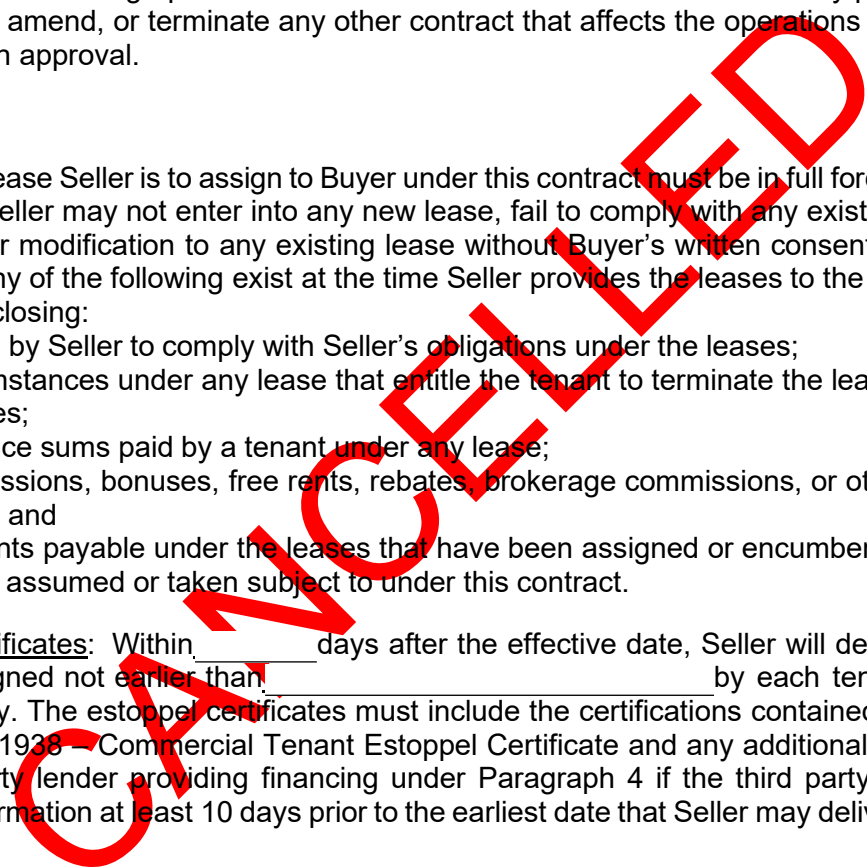 amend, or terminate any other contract that affects the operations
approval.
ease Seller is to assign to Buyer under this contract must be in full for
eller may not enter into any new lease, fail to comply with any exist
r modification to any existing lease without Buyer’s written consent
ny of the following exist at the time Seller provides the leases to the
closing:
by Seller to comply with Seller’s obligations under the leases;
nstances under any lease that entitle the tenant to terminate the lea
es;
ce sums paid by a tenant under any lease;
ssions, bonuses, free rents, rebates, brokerage commissions, or ot
and
nts payable under the leases that have been assigned or encumber
assumed or taken subject to under this contract.
ificates: Within_______days after the effective date, Seller will de
gned not earlier than__________________________by each ten
y. The estoppel certificates must include the certifications contained
1938 – Commercial Tenant Estoppel Certificate and any additional
ty lender providing financing under Paragraph 4 if the third party
rmation at least 10 days prior to the earliest date that Seller may deliv
CANCELLED